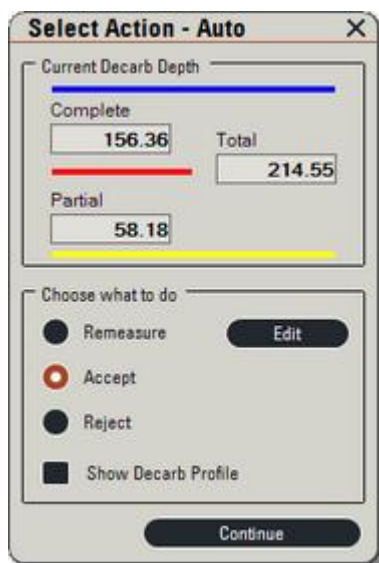 Select Action - Auto
Current Decarb Depth
Complete
156.36
Total
214.55
Partial
58.18
Choose what to do
Remeasure
Edit
Accept
Reject
Show Decarb Profile
Continue